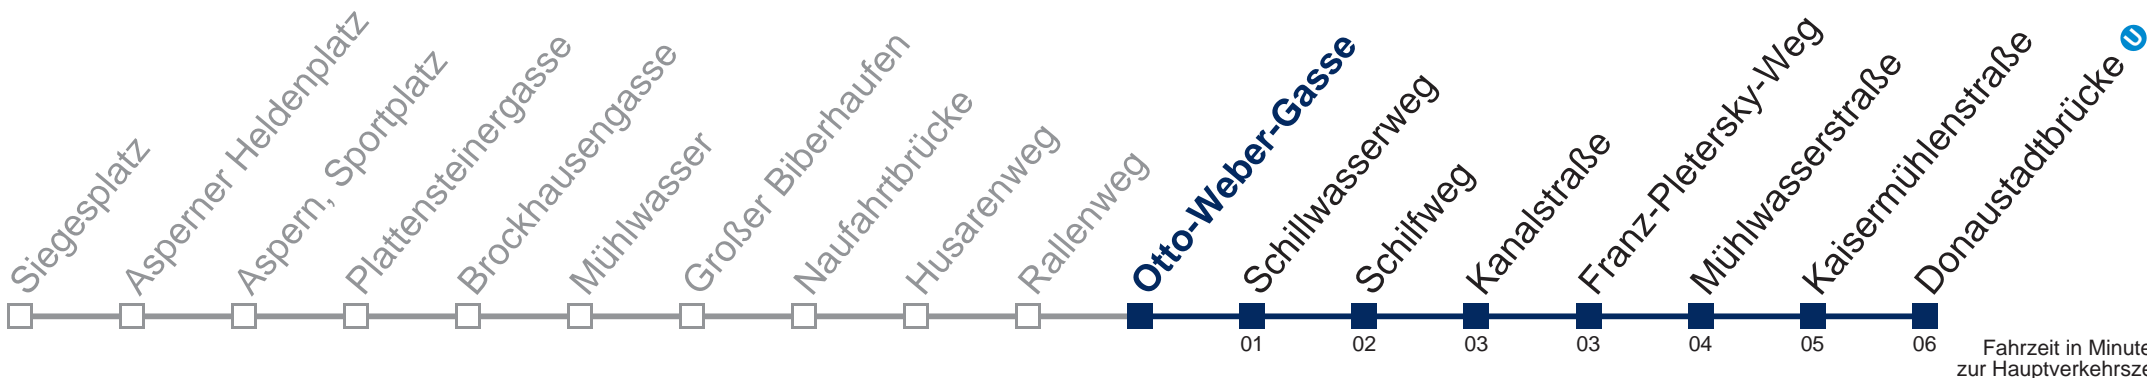 Siegesplatz
Asperner Heldenplatz
Aspern, Sportplatz
Plattensteinergasse
Brockhausengasse
Mühlwasser
Großer Biberhaufen
Naufahrtbrücke
Husarenweg
Rallenweg
Otto-Weber-Gasse
Schillwasserweg
Schilfweg
Kanalstraße
Franz-Pletersky-Weg
Mühlwasserstraße
Kaisermühlenstraße
Donaustadtbrücke U
01 02 03 03 04 05 06
Fahrzeit in Minute
zur Hauptverkehrsze